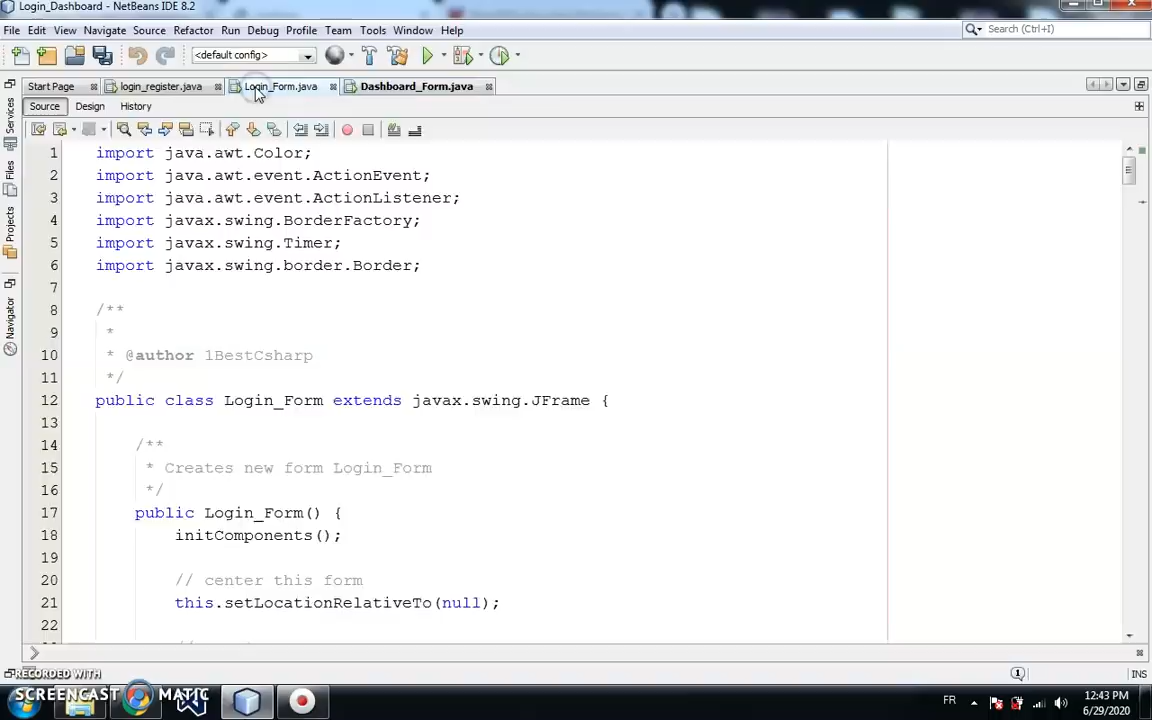 Login_Dashboard - NetBeans IDE 8.2
File Edit View Navigate Source Refactor Run Debug Profile Team Tools Window Help
Search (Ctrl+I)
<default config>
Start Page login_register.java Login_Form.java Dashboard_Form.java
Source Design History
Services
Files
Projects
Navigator
1 import java.awt.Color;
2 import java.awt.event.ActionEvent;
3 import java.awt.event.ActionListener;
4 import javax.swing.BorderFactory;
5 import javax.swing.Timer;
6 import javax.swing.border.Border;
7
8 /**
9 *
10 * @author 1BestCsharp
11 */
12 public class Login_Form extends javax.swing.JFrame {
13
14 /**
15 * Creates new form Login_Form
16 */
17 public Login_Form() {
18 initComponents();
19
20 // center this form
21 this.setLocationRelativeTo(null);
22
1 INS
RECORDED WITH
SCREENCAST MATIC
FR 12:43 PM
6/29/2020